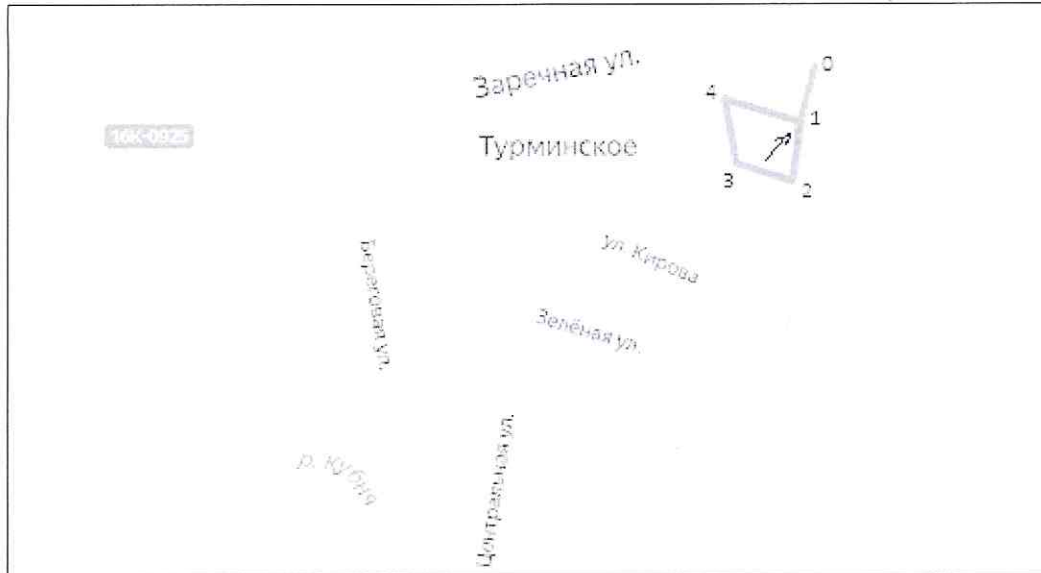 Заречная ул.
0
4
1
16К-0925
Турминское
3
2
ул. Кирова
Береговая ул.
Зелёная ул.
Центральная ул.
р. Кубня